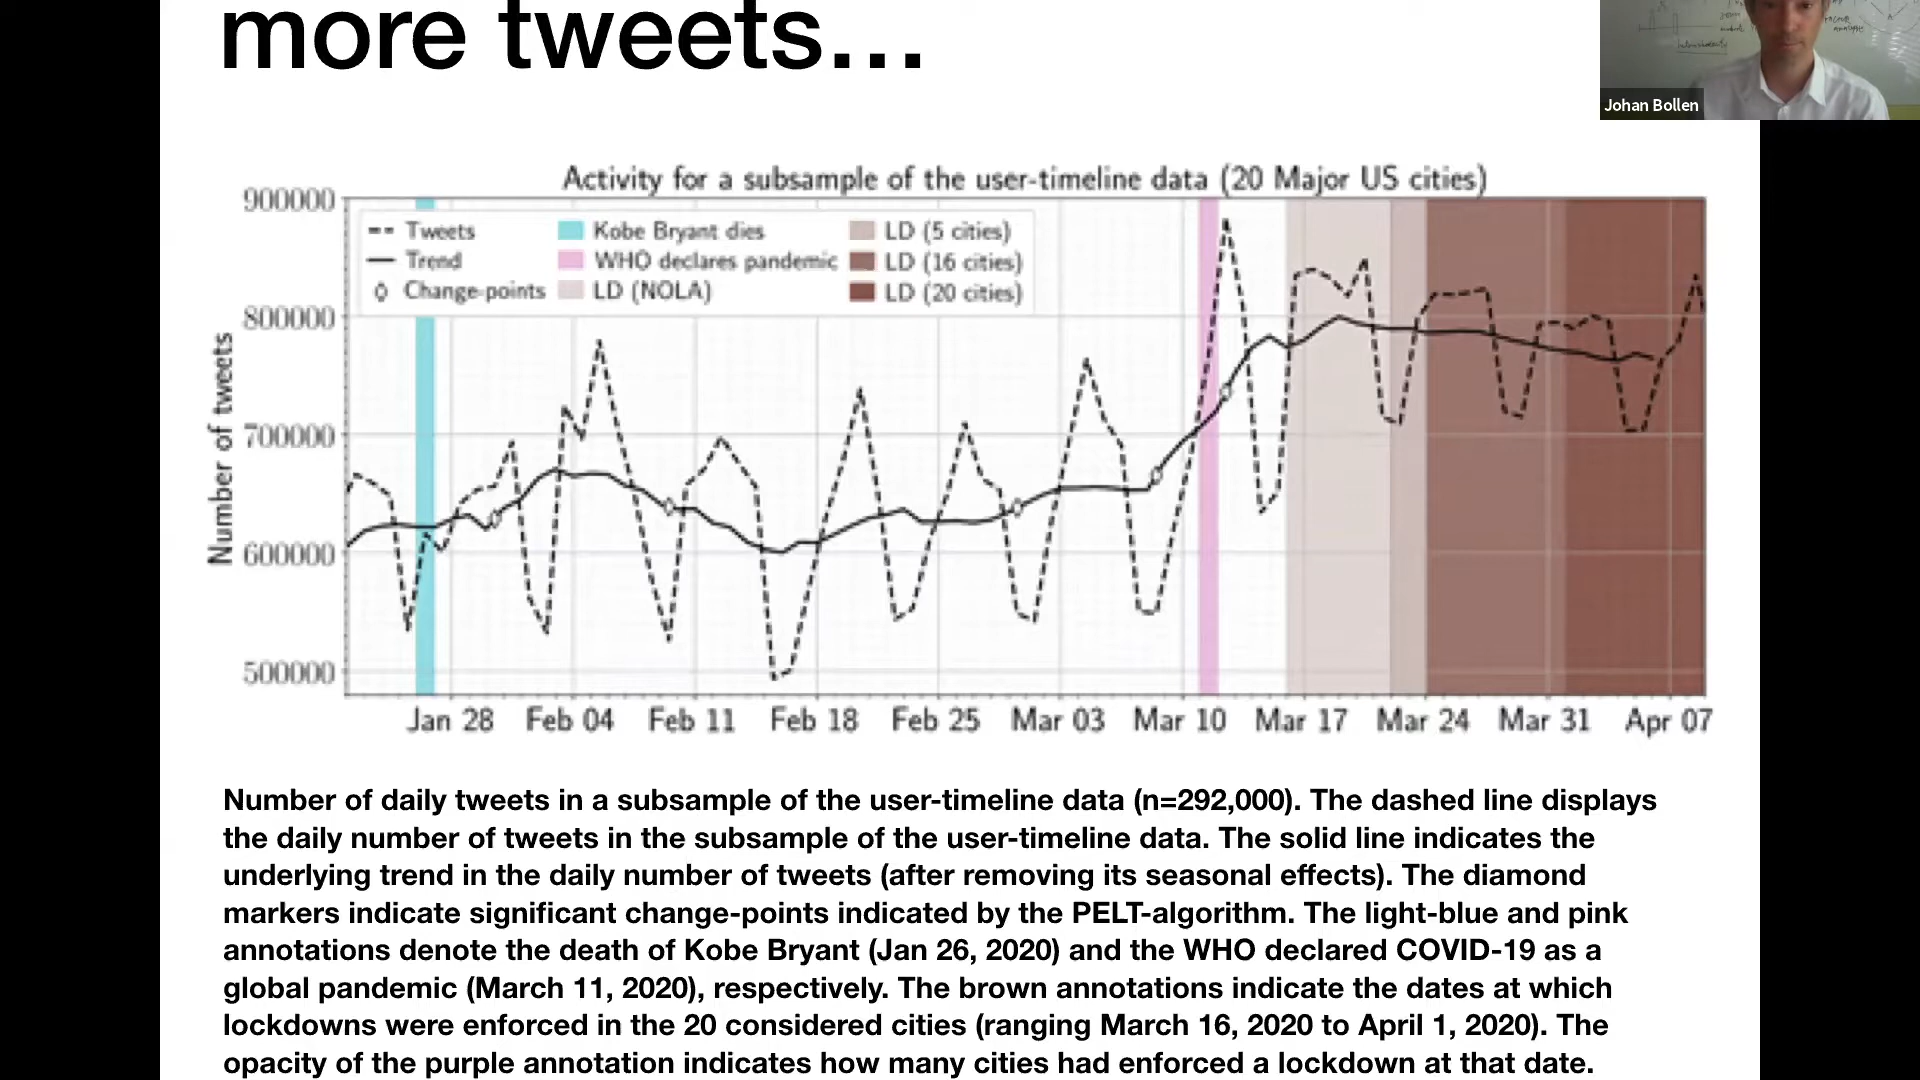 more tweets...
Johan Bollen
Activity for a subsample of the user-timeline data (20 Major US cities)
Number of tweets
900000
800000
700000
600000
500000
Tweets
Trend
Change-points
Kobe Bryant dies
WHO declares pandemic
LD (NOLA)
LD (5 cities)
LD (16 cities)
LD (20 cities)
Jan 28 Feb 04 Feb 11 Feb 18 Feb 25 Mar 03 Mar 10 Mar 17 Mar 24 Mar 31 Apr 07
Number of daily tweets in a subsample of the user-timeline data (n=292,000). The dashed line displays
the daily number of tweets in the subsample of the user-timeline data. The solid line indicates the
underlying trend in the daily number of tweets (after removing its seasonal effects). The diamond
markers indicate significant change-points indicated by the PELT-algorithm. The light-blue and pink
annotations denote the death of Kobe Bryant (Jan 26, 2020) and the WHO declared COVID-19 as a
global pandemic (March 11, 2020), respectively. The brown annotations indicate the dates at which
lockdowns were enforced in the 20 considered cities (ranging March 16, 2020 to April 1, 2020). The
opacity of the purple annotation indicates how many cities had enforced a lockdown at that date.